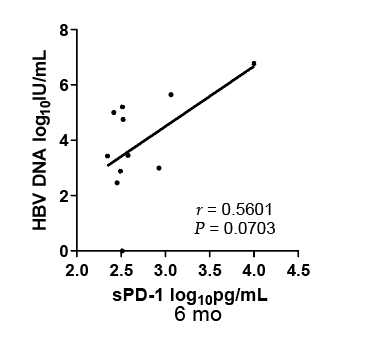 HBV DNA log10IU/mL
8
6
4
2
0
r = 0.5601
P = 0.0703
2.0 2.5 3.0 3.5 4.0 4.5
sPD-1 log10pg/mL
6 mo